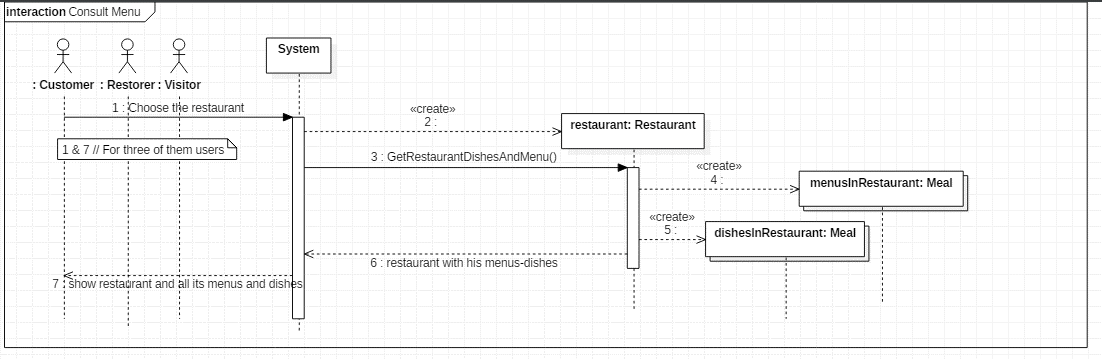 interaction Consult Menu
System
: Customer : Restorer : Visitor
1 : Choose the restaurant
«create»
2 :
restaurant: Restaurant
1 & 7 // For three of them users
3 : GetRestaurantDishesAndMenu()
«create»
4 :
menusInRestaurant: Meal
«create»
5 :
dishesInRestaurant: Meal
6 : restaurant with his menus-dishes
7 : show restaurant and all its menus and dishes